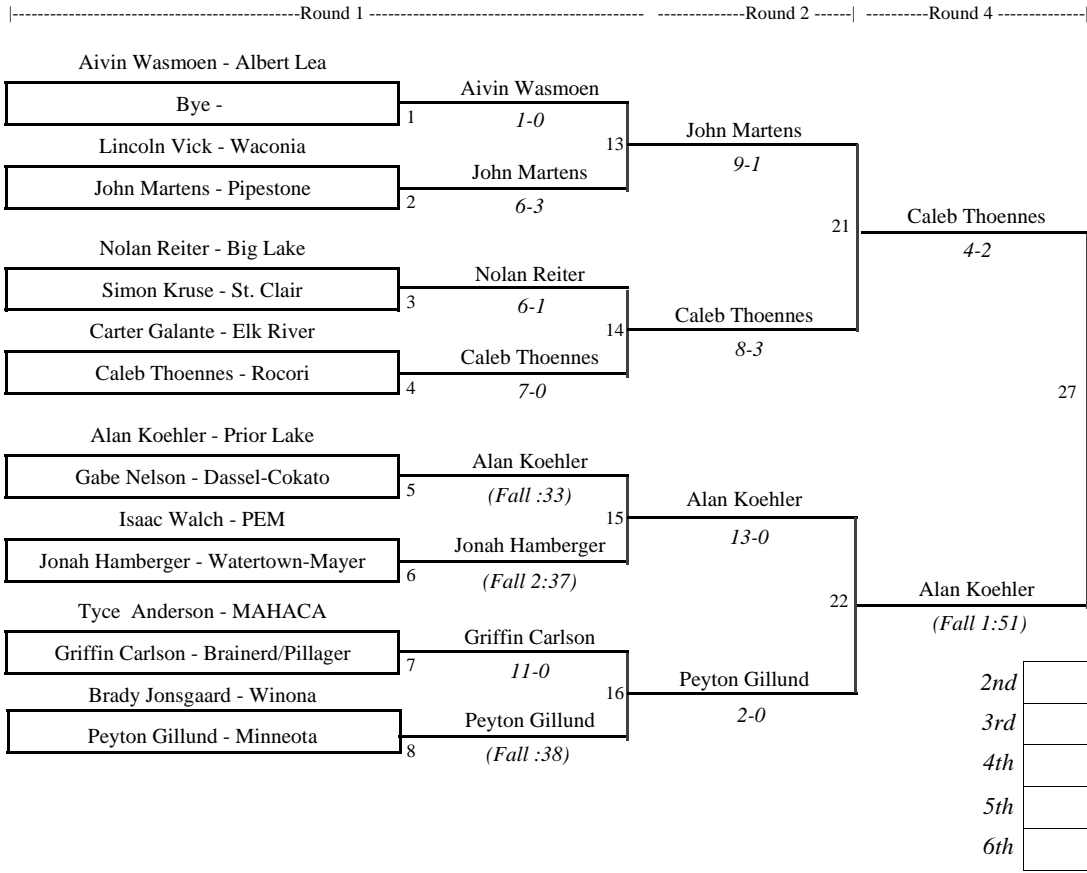 |------------------------------------------Round 1 ---------------------------------------- --------------Round 2 ------| ----------Round 4 --------------|
Aivin Wasmoen - Albert Lea
Bye -
1
Aivin Wasmoen
1-0
Lincoln Vick - Waconia
John Martens - Pipestone
2
John Martens
6-3
13
John Martens
9-1
Nolan Reiter - Big Lake
Simon Kruse - St. Clair
3
Nolan Reiter
6-1
Carter Galante - Elk River
Caleb Thoennes - Rocori
4
Caleb Thoennes
7-0
14
Caleb Thoennes
8-3
21
Caleb Thoennes
4-2
Alan Koehler - Prior Lake
Gabe Nelson - Dassel-Cokato
5
Alan Koehler
(Fall :33)
Isaac Walch - PEM
Jonah Hamberger - Watertown-Mayer
6
Jonah Hamberger
(Fall 2:37)
15
Alan Koehler
13-0
Tyce  Anderson - MAHACA
Griffin Carlson - Brainerd/Pillager
7
Griffin Carlson
11-0
Brady Jonsgaard - Winona
Peyton Gillund - Minneota
8
Peyton Gillund
(Fall :38)
16
Peyton Gillund
2-0
22
Alan Koehler
(Fall 1:51)
27
2nd
3rd
4th
5th
6th